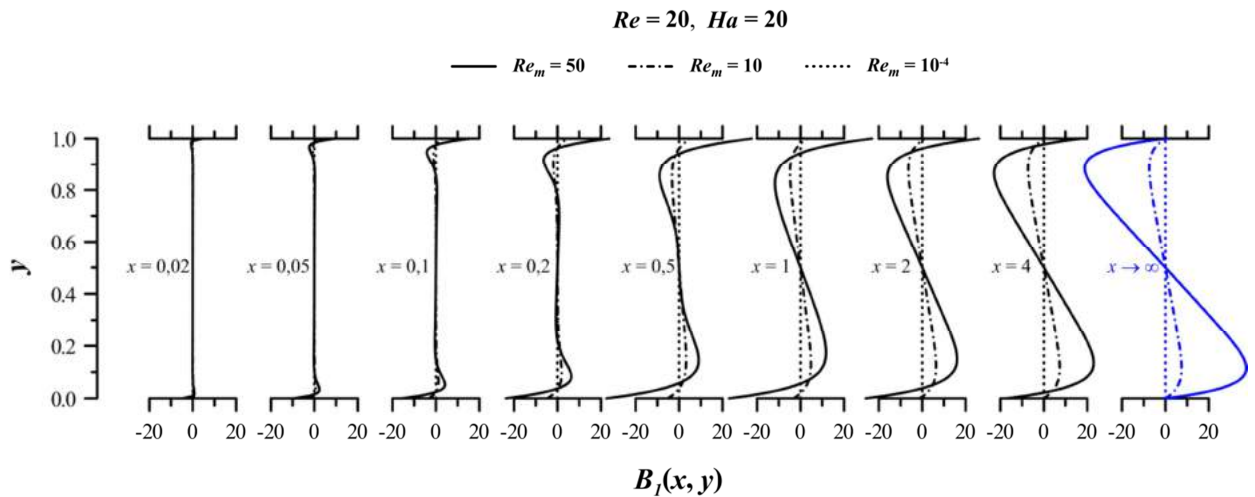 Re = 20, Ha = 20
Re_m = 50 Re_m = 10 Re_m = 10⁻⁴
1.0
0.8
0.6
0.4
0.2
0.0
y
x = 0,02 x = 0,05 x = 0,1 x = 0,2 x = 0,5 x = 1 x = 2 x = 4 x → ∞
-20 0 20 -20 0 20 -20 0 20 -20 0 20 -20 0 20 -20 0 20 -20 0 20 -20 0 20 -20 0 20
B_I(x, y)